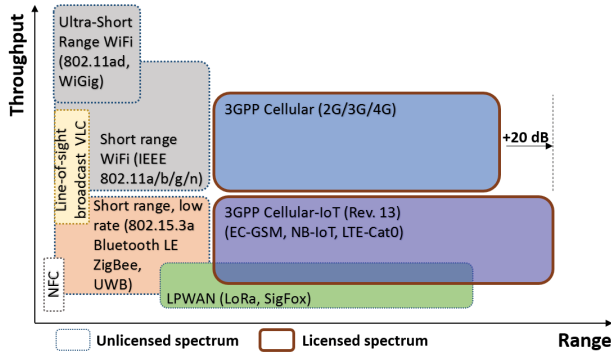 Throughput
Ultra-Short
Range WiFi
(802.11ad,
WiGig)
Line-of-sight
broadcast VLC
Short range
WiFi (IEEE
802.11a/b/g/n)
3GPP Cellular (2G/3G/4G)
+20 dB
Short range, low
rate (802.15.3a
Bluetooth LE
ZigBee,
UWB)
3GPP Cellular-IoT (Rev. 13)
(EC-GSM, NB-IoT, LTE-Cat0)
NFC
LPWAN (LoRa, SigFox)
Unlicensed spectrum
Licensed spectrum
Range